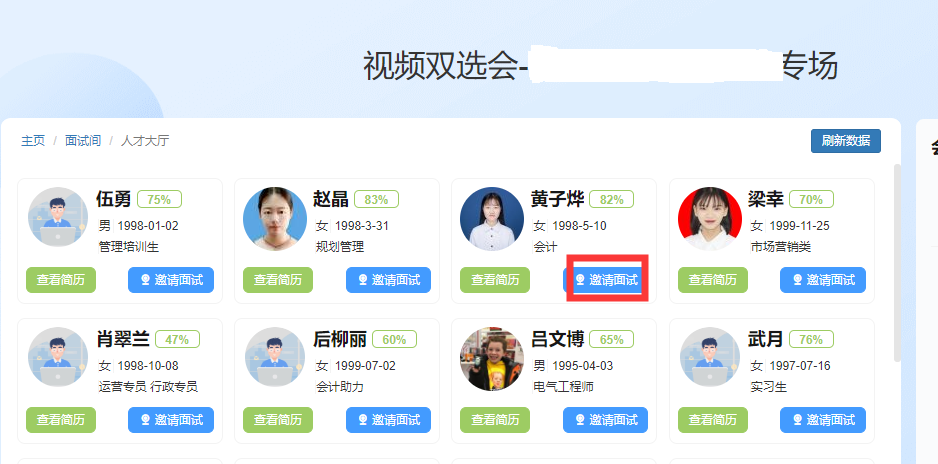 视频双选会-专场
主页 / 面试间 / 人才大厅
刷新数据
伍勇 75%
男 1998-01-02
管理培训生
查看简历 邀请面试
赵晶 83%
女 1998-3-31
规划管理
查看简历 邀请面试
黄子烨 82%
女 1998-5-10
会计
查看简历 邀请面试
梁幸 70%
女 1999-11-25
市场营销类
查看简历 邀请面试
肖翠兰 47%
女 1998-10-08
运营专员 行政专员
查看简历 邀请面试
后柳丽 60%
女 1999-07-02
会计助力
查看简历 邀请面试
吕文博 65%
男 1995-04-03
电气工程师
查看简历 邀请面试
武月 76%
女 1997-07-16
实习生
查看简历 邀请面试